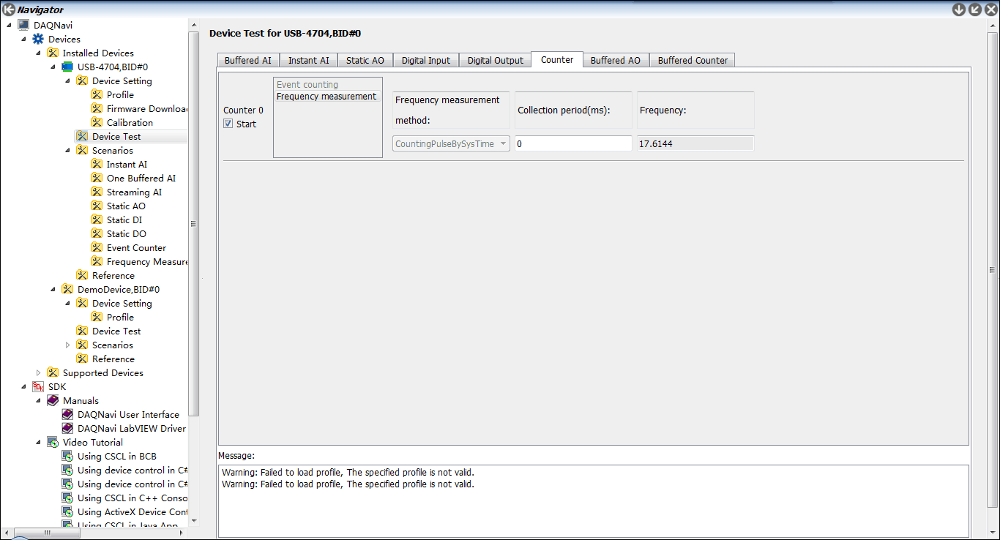 Navigator
DAQNavi
Devices
Installed Devices
USB-4704,BID#0
Device Setting
Profile
Firmware Downloa
Calibration
Device Test
Scenarios
Instant AI
One Buffered AI
Streaming AI
Static AO
Static DI
Static DO
Event Counter
Frequency Measure
Reference
DemoDevice,BID#0
Device Setting
Profile
Device Test
Scenarios
Reference
Supported Devices
SDK
Manuals
DAQNavi User Interface
DAQNavi LabVIEW Driver
Video Tutorial
Using CSCL in BCB
Using device control in C#
Using device control in C#
Using CSCL in C++ Conso
Using ActiveX Device Cont
Using CSCL in Java App
Device Test for USB-4704,BID#0
Buffered AI Instant AI Static AO Digital Input Digital Output Counter Buffered AO Buffered Counter
Counter 0
Start
Event counting
Frequency measurement
Frequency measurement
method:
CountingPulseBySysTime
Collection period(ms):
0
Frequency:
17.6144
Message:
Warning: Failed to load profile, The specified profile is not valid.
Warning: Failed to load profile, The specified profile is not valid.